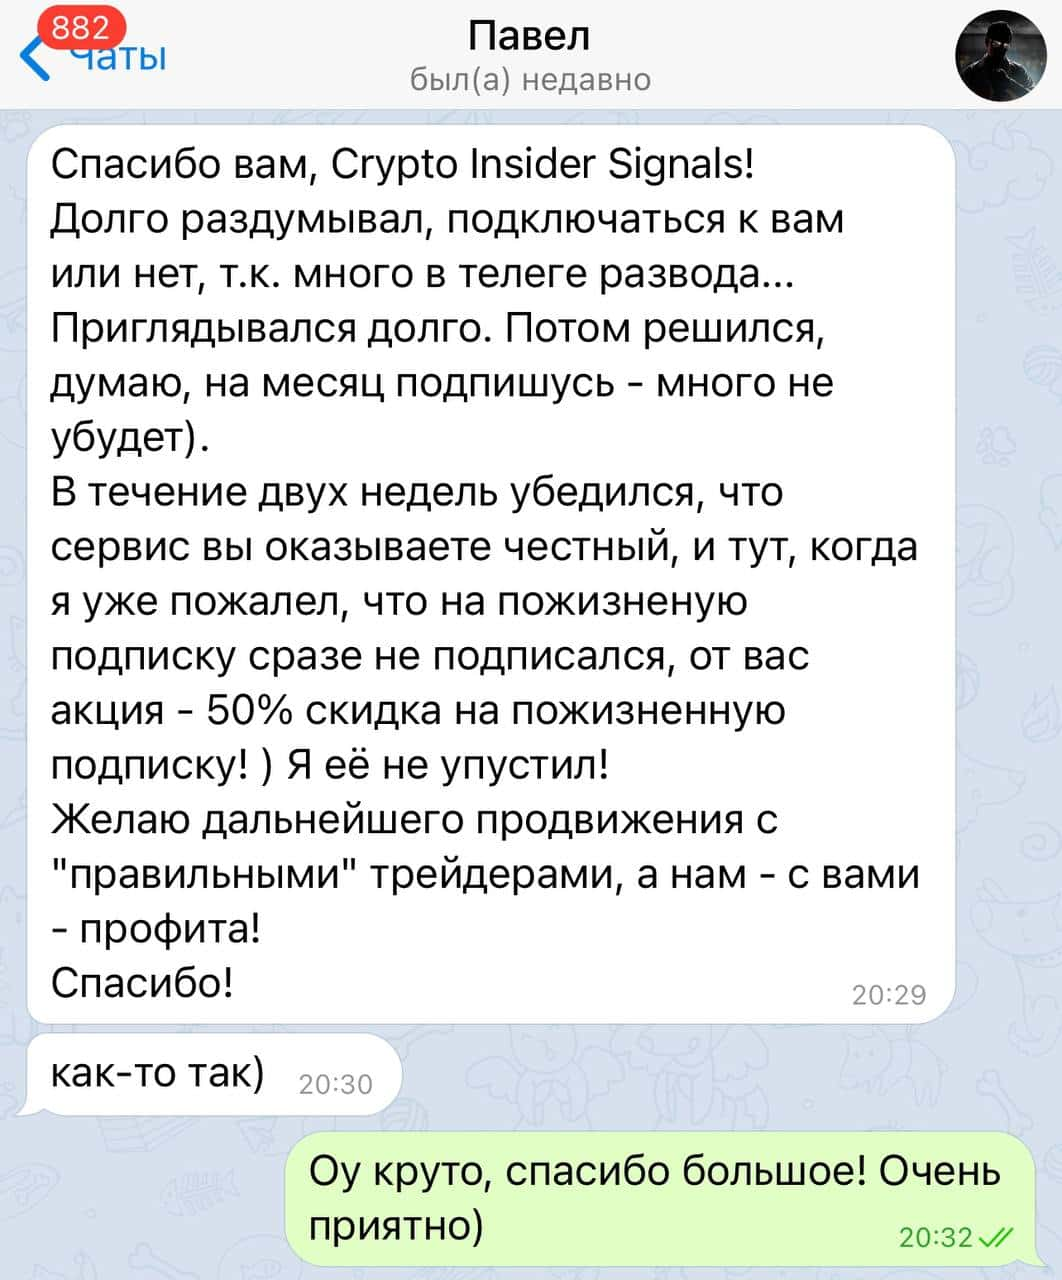 882
Чаты
Павел
был(а) недавно
Спасибо вам, Crypto Insider Signals!
Долго раздумывал, подключаться к вам
или нет, т.к. много в телеге развода...
Приглядывался долго. Потом решился,
думаю, на месяц подпишусь - много не
убудет).
В течение двух недель убедился, что
сервис вы оказываете честный, и тут, когда
я уже пожалел, что на пожизненую
подписку сразе не подписался, от вас
акция - 50% скидка на пожизненную
подписку! ) Я её не упустил!
Желаю дальнейшего продвижения с
"правильными" трейдерами, а нам - с вами
- профита!
Спасибо!
20:29
как-то так)
20:30
Оу круто, спасибо большое! Очень
приятно)
20:32